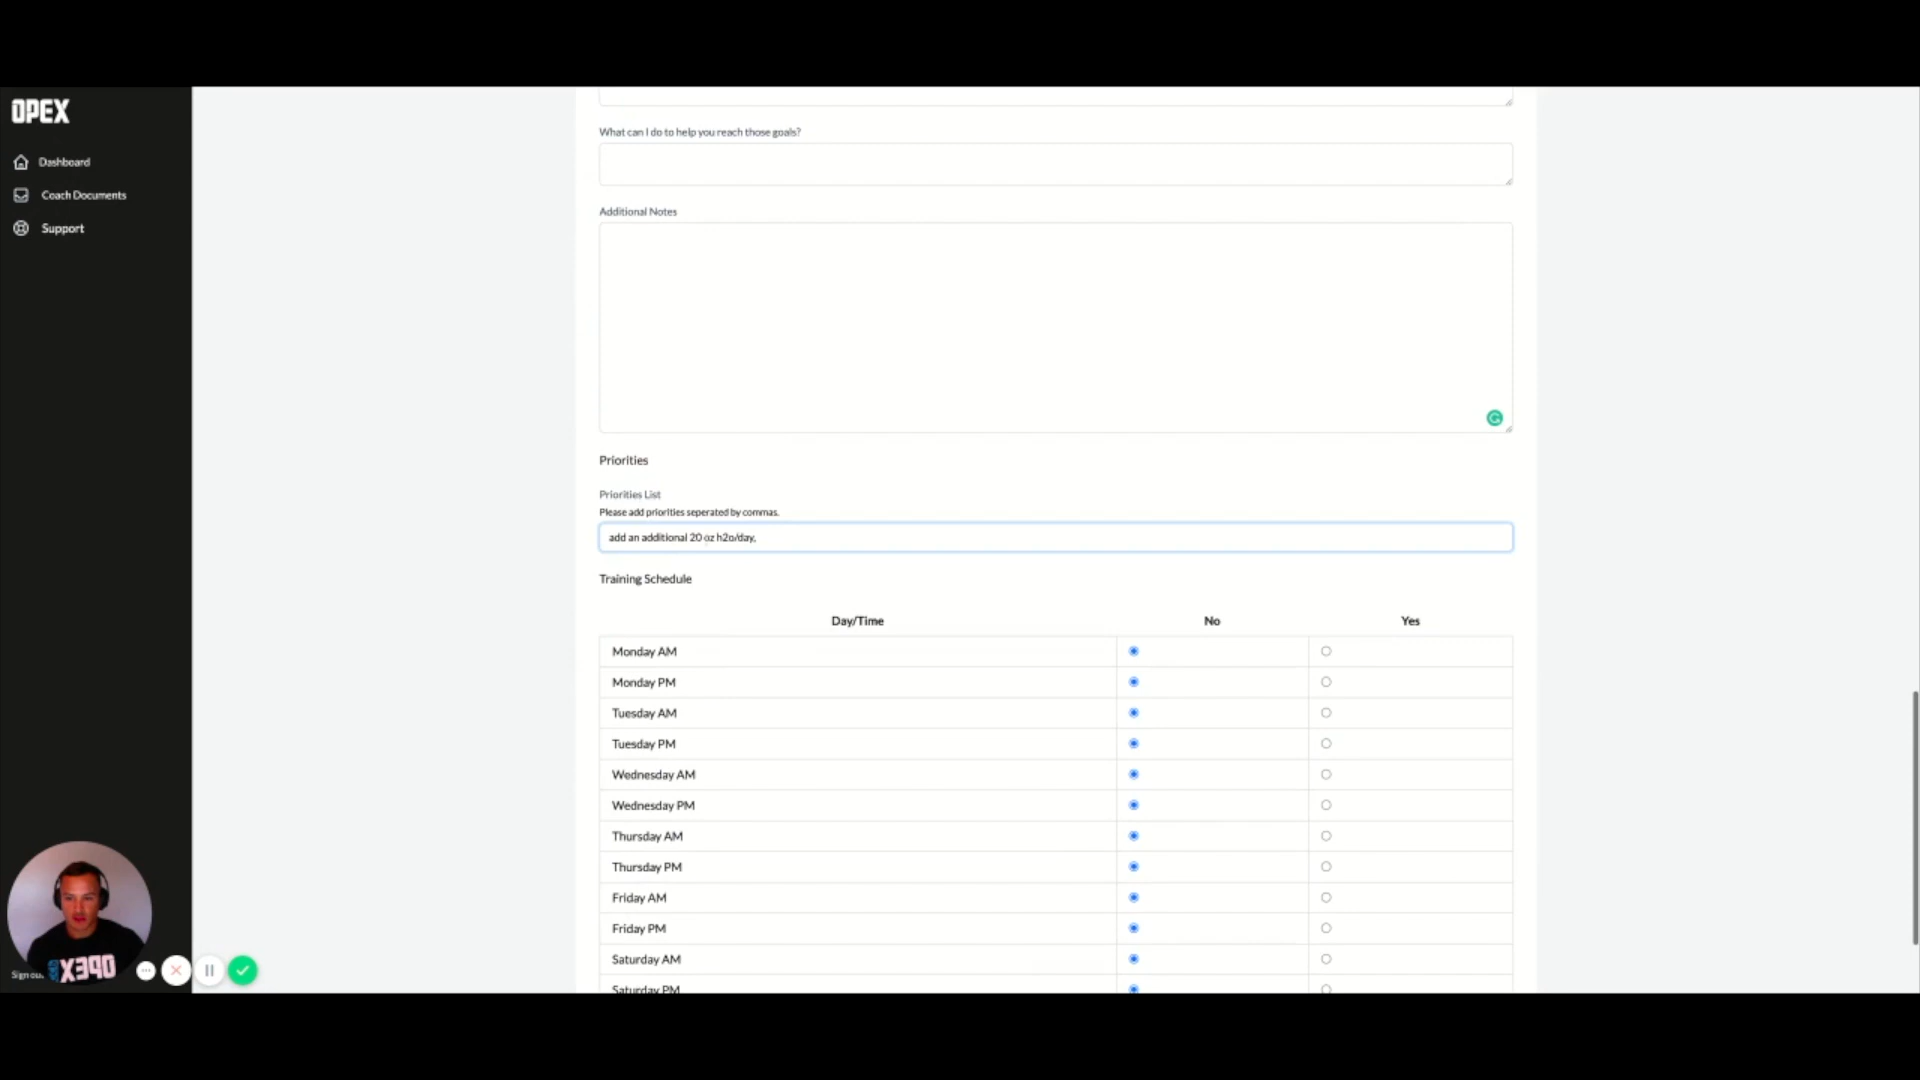 OPEX
Dashboard
Coach Documents
Support
What can I do to help you reach those goals?
Additional Notes
Priorities
Priorities List
Please add priorities seperated by commas.
add an additional 20 oz h2o/day,
Training Schedule
Day/Time No Yes
Monday AM
Monday PM
Tuesday AM
Tuesday PM
Wednesday AM
Wednesday PM
Thursday AM
Thursday PM
Friday AM
Friday PM
Saturday AM
Saturday PM
Sign ou
OPEX